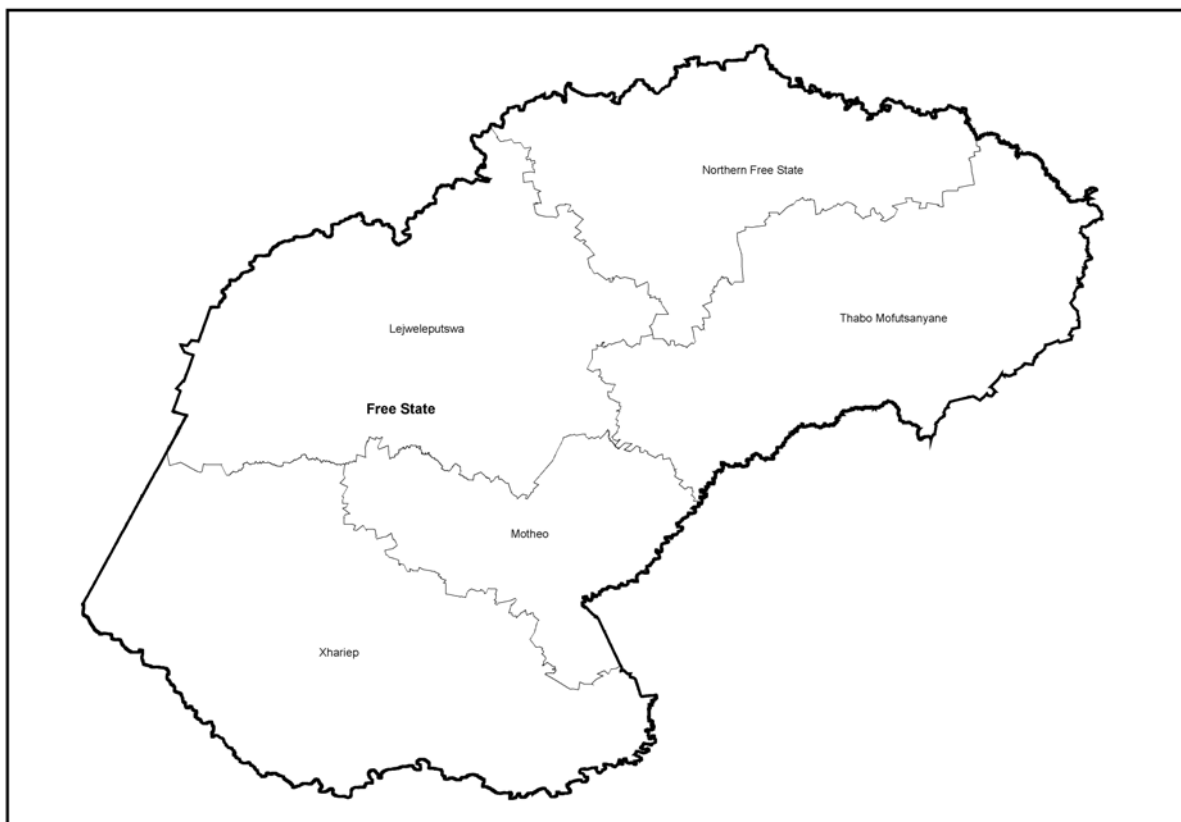 Northern Free State
Thabo Mofutsanyane
Lejweleputswa
Free State
Motheo
Xhariep